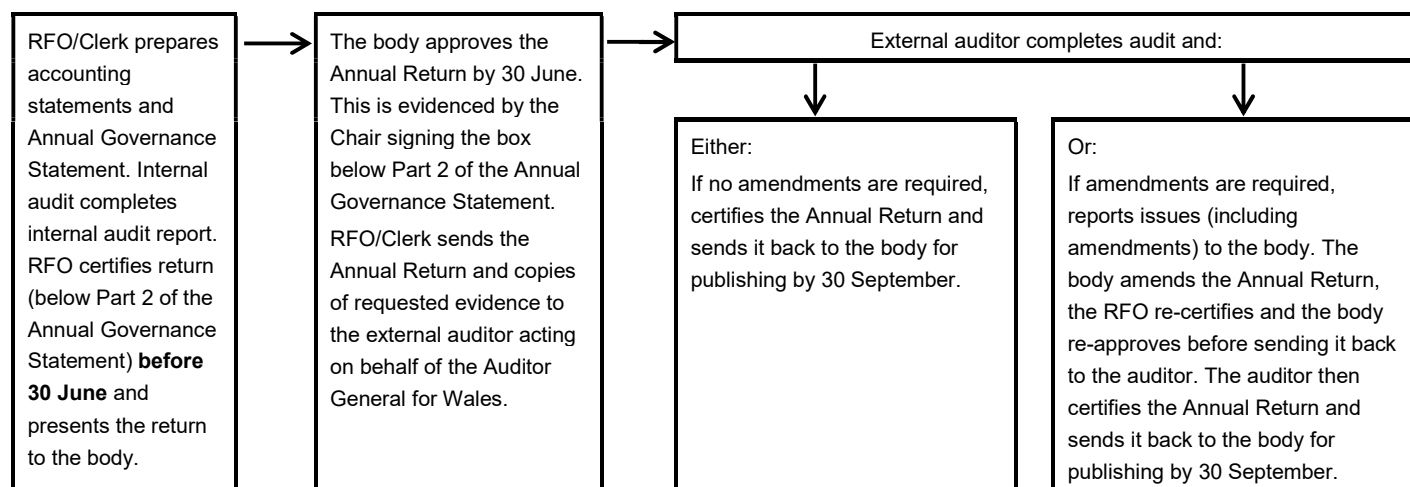 RFO/Clerk prepares
accounting
statements and
Annual Governance
Statement. Internal
audit completes
internal audit report.
RFO certifies return
(below Part 2 of the
Annual Governance
Statement) before
30 June and
presents the return
to the body.
The body approves the
Annual Return by 30 June.
This is evidenced by the
Chair signing the box
below Part 2 of the Annual
Governance Statement.
RFO/Clerk sends the
Annual Return and copies
of requested evidence to
the external auditor acting
on behalf of the Auditor
General for Wales.
External auditor completes audit and:
Either:
If no amendments are required,
certifies the Annual Return and
sends it back to the body for
publishing by 30 September.
Or:
If amendments are required,
reports issues (including
amendments) to the body. The
body amends the Annual Return,
the RFO re-certifies and the body
re-approves before sending it back
to the auditor. The auditor then
certifies the Annual Return and
sends it back to the body for
publishing by 30 September.